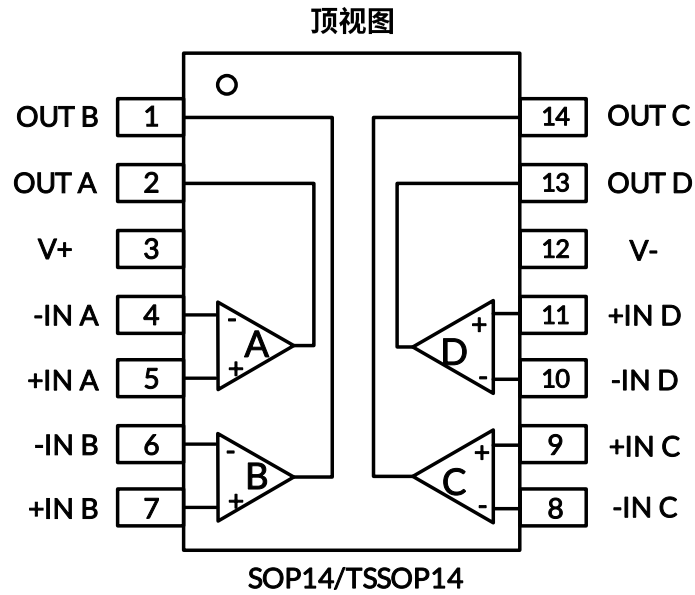 顶视图
OUT B 1 14 OUT C
OUT A 2 13 OUT D
V+ 3 12 V-
-IN A 4 - + 11 +IN D
A D
+IN A 5 + - 10 -IN D
-IN B 6 - + 9 +IN C
B C
+IN B 7 + - 8 -IN C
SOP14/TSSOP14